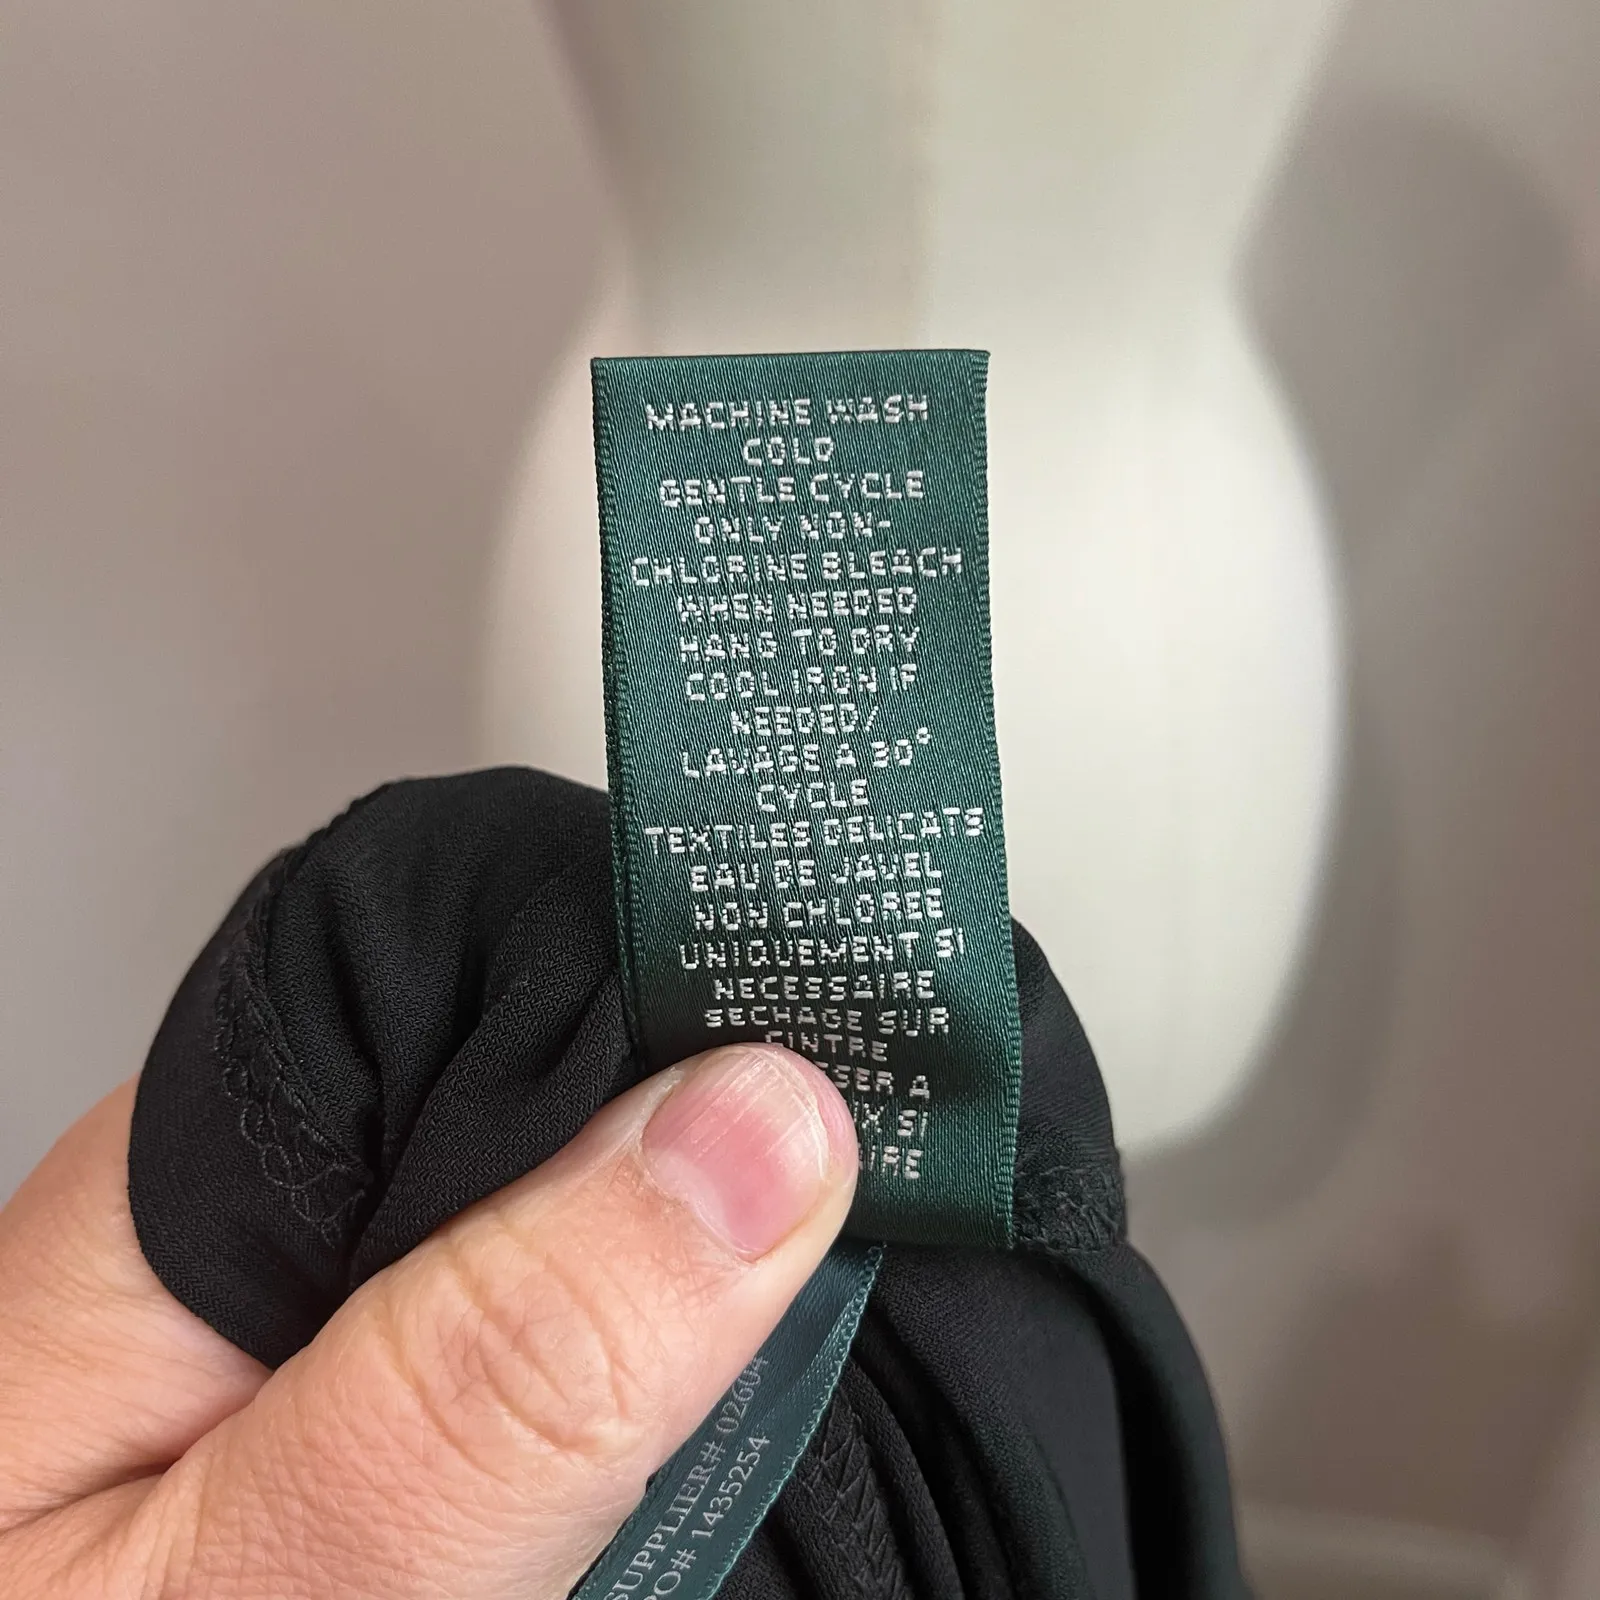 MACHINE WASH
COLD
GENTLE CYCLE
ONLY NON-
CHLORINE BLEACH
WHEN NEEDED
HANG TO DRY
COOL IRON IF
NEEDED/
LAVAGE A 30°
CYCLE
TEXTILES DELICATS
EAU DE JAVEL
NON CHLOREE
UNIQUEMENT SI
NECESSAIRE
SECHAGE SUR
CINTRE
A
SI
SUPPLIER# 02604
PO# 1435254